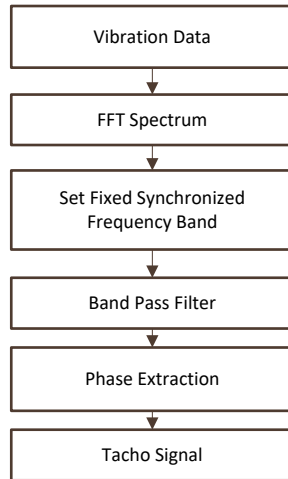 Vibration Data
FFT Spectrum
Set Fixed Synchronized
Frequency Band
Band Pass Filter
Phase Extraction
Tacho Signal